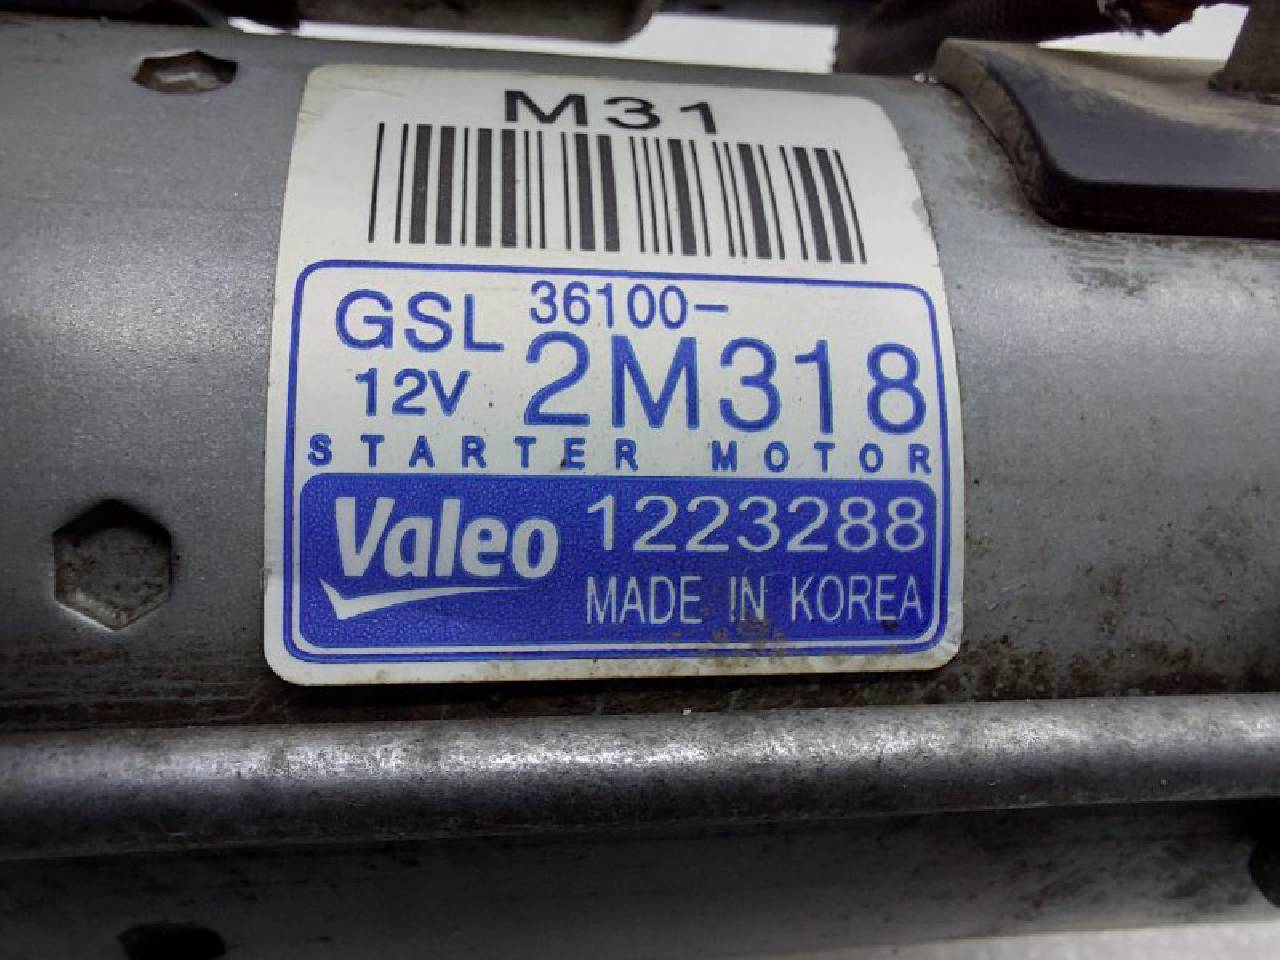 M31
GSL 36100-
12V 2M318
STARTER MOTOR
Valeo 1223288
MADE IN KOREA